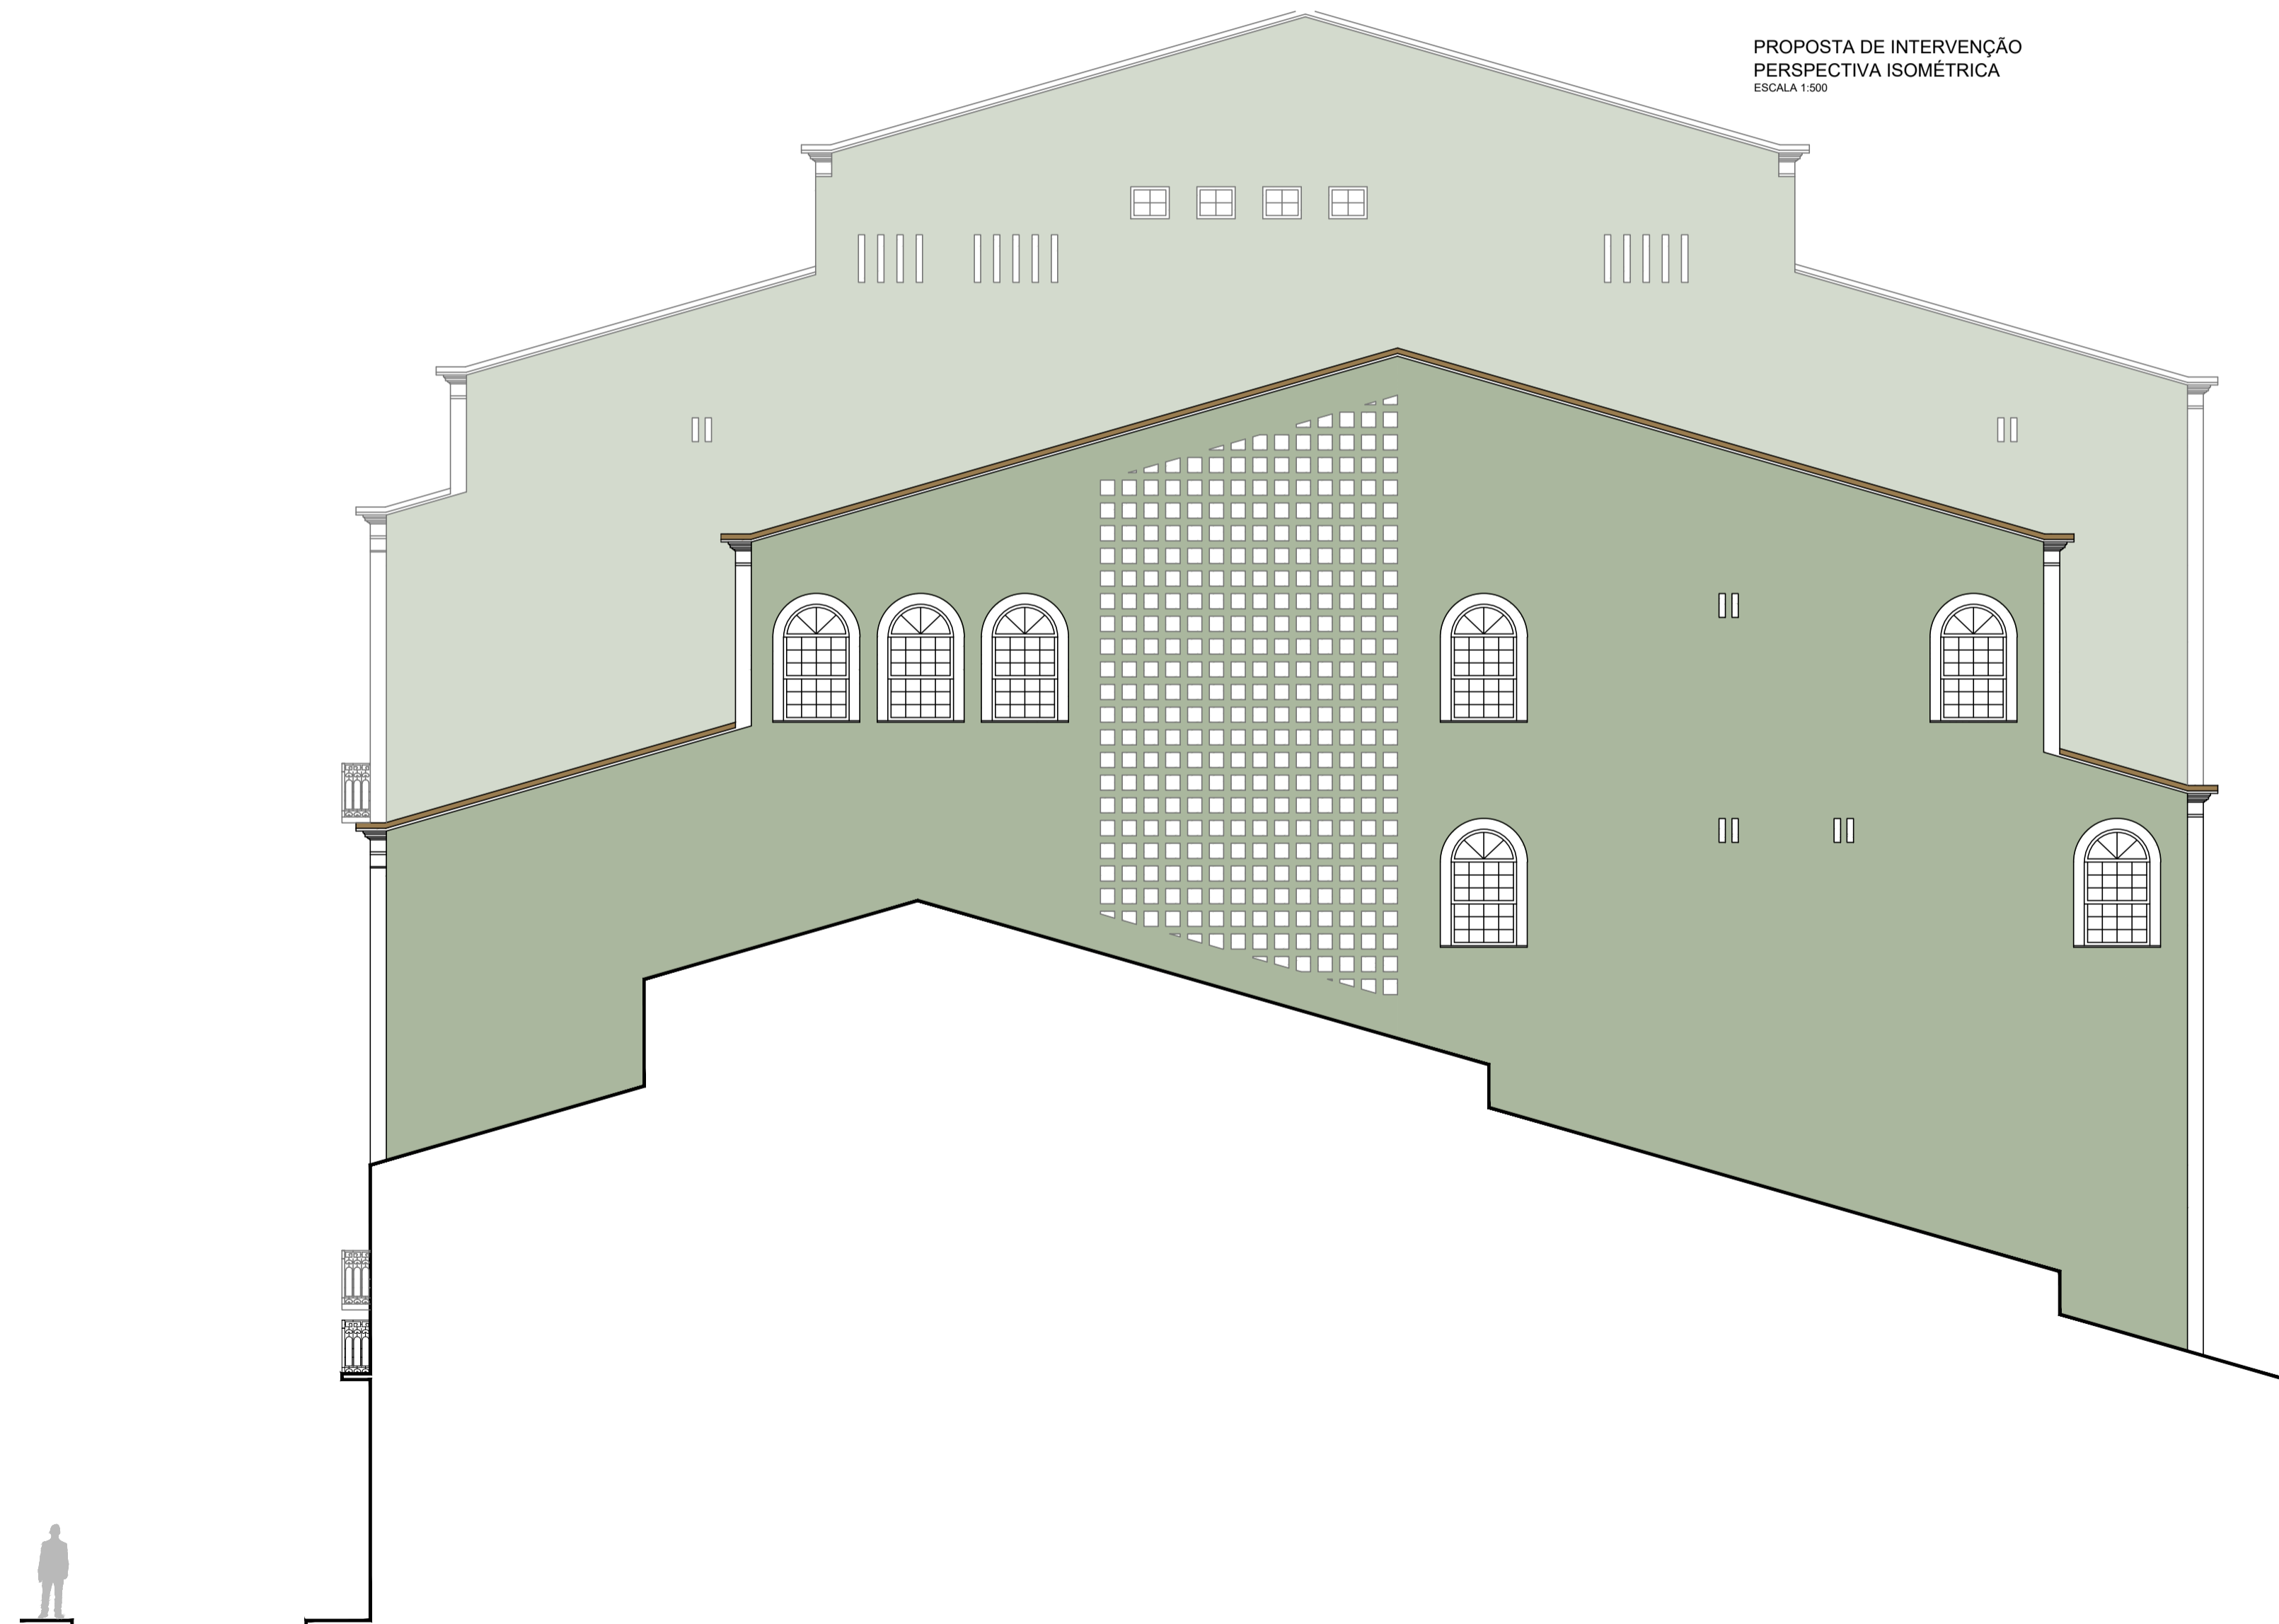 PROPOSTA DE INTERVENÇÃO
PERSPECTIVA ISOMÉTRICA
ESCALA 1:500